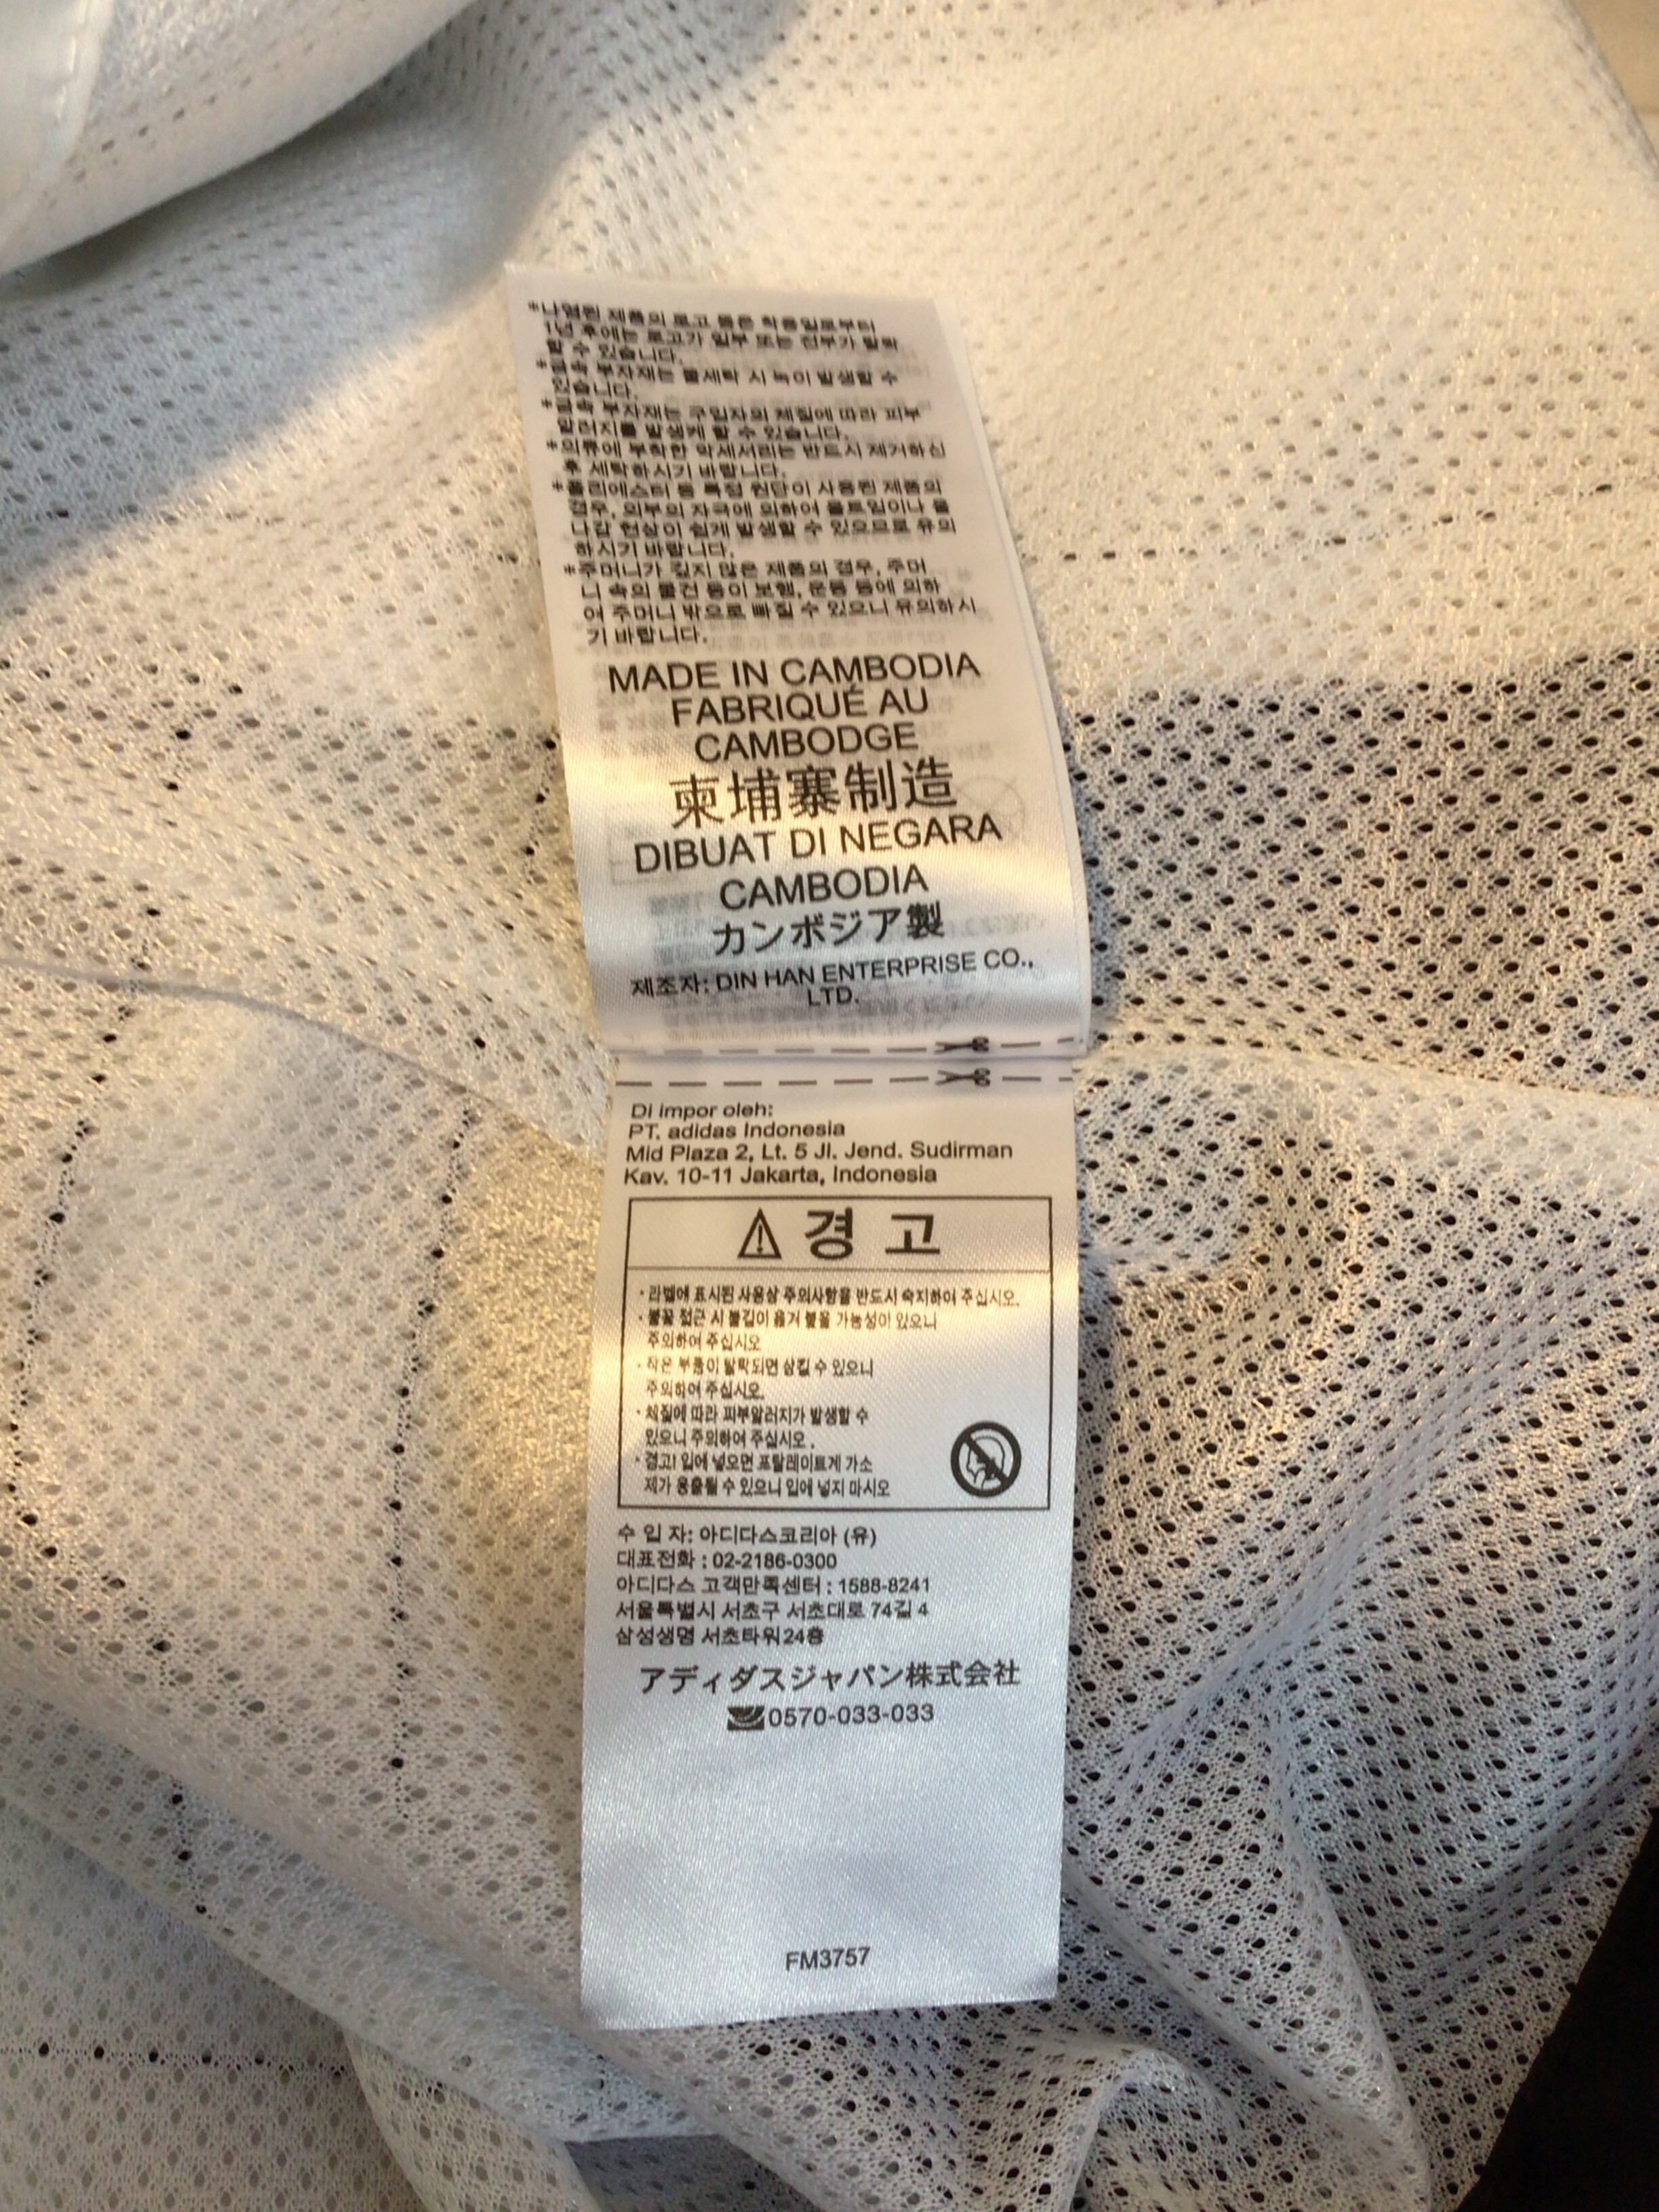 *나염된 제품의 로고 등은 착용일로부터
1년 후에는 로고가 일부 또는 전부가 탈락
할 수 있습니다.
*금속 부자재는 물세탁 시 녹이 발생할 수
있습니다.
*금속 부자재는 구입자의 체질에 따라 피부
알러지를 발생케 할 수 있습니다.
*의류에 부착한 악세서리는 반드시 제거하신
후 세탁하시기 바랍니다.
*폴리에스터 등 특정 원단이 사용된 제품의
경우, 외부의 자극에 의하여 올트임이나 올
나감 현상이 쉽게 발생할 수 있으므로 유의
하시기 바랍니다.
*주머니가 깊지 않은 제품의 경우, 주머
니 속의 물건 등이 보행, 운동 등에 의하
여 주머니 밖으로 빠질 수 있으니 유의하시
기 바랍니다.
MADE IN CAMBODIA
FABRIQUÉ AU
CAMBODGE
柬埔寨制造
DIBUAT DI NEGARA
CAMBODIA
カンボジア製
제조자: DIN HAN ENTERPRISE CO.,
LTD.
Di impor oleh:
PT. adidas Indonesia
Mid Plaza 2, Lt. 5 Jl. Jend. Sudirman
Kav. 10-11 Jakarta, Indonesia
⚠ 경 고
· 라벨에 표시된 사용상 주의사항을 반드시 숙지하여 주십시오.
· 불꽃 접근 시 불길이 옮겨 붙을 가능성이 있으니
주의하여 주십시오
· 작은 부품이 탈락되면 삼킬 수 있으니
주의하여 주십시오.
· 체질에 따라 피부알러지가 발생할 수
있으니 주의하여 주십시오.
· 경고! 입에 넣으면 프탈레이트계 가소
제가 용출될 수 있으니 입에 넣지 마시오
수 입 자: 아디다스코리아 (유)
대표전화 : 02-2186-0300
아디다스 고객만족센터 : 1588-8241
서울특별시 서초구 서초대로 74길 4
삼성생명 서초타워24층
アディダスジャパン株式会社
0570-033-033
FM3757